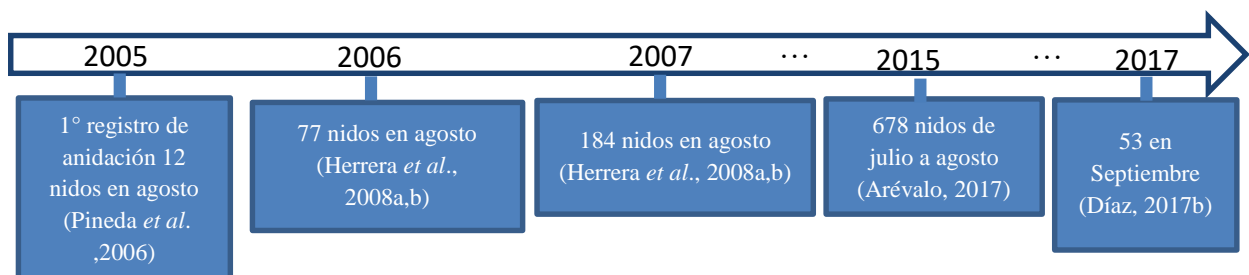 2005
2006
2007
...
2015
...
2017
1° registro de
anidación 12
nidos en agosto
(Pineda et al.
,2006)
77 nidos en agosto
(Herrera et al.,
2008a,b)
184 nidos en agosto
(Herrera et al., 2008a,b)
678 nidos de
julio a agosto
(Arévalo, 2017)
53 en
Septiembre
(Díaz, 2017b)